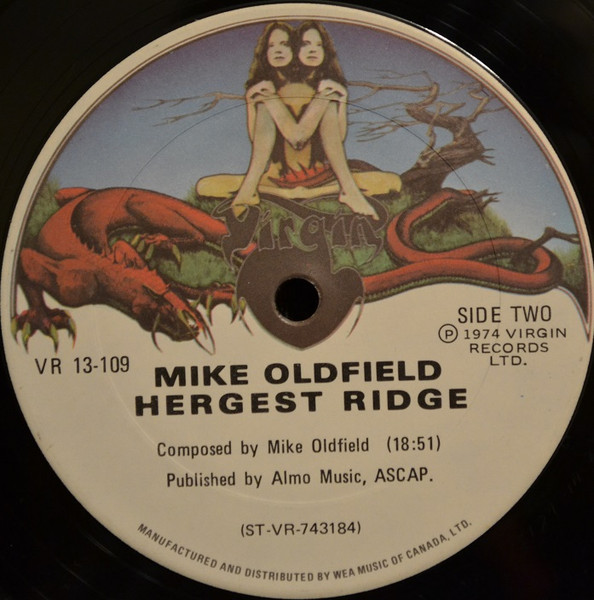 Virgin
VR 13-109
SIDE TWO
Ⓟ 1974 VIRGIN
RECORDS
LTD.
MIKE OLDFIELD
HERGEST RIDGE
Composed by Mike Oldfield (18:51)
Published by Almo Music, ASCAP.
(ST-VR-743184)
MANUFACTURED AND DISTRIBUTED BY WEA MUSIC OF CANADA, LTD.